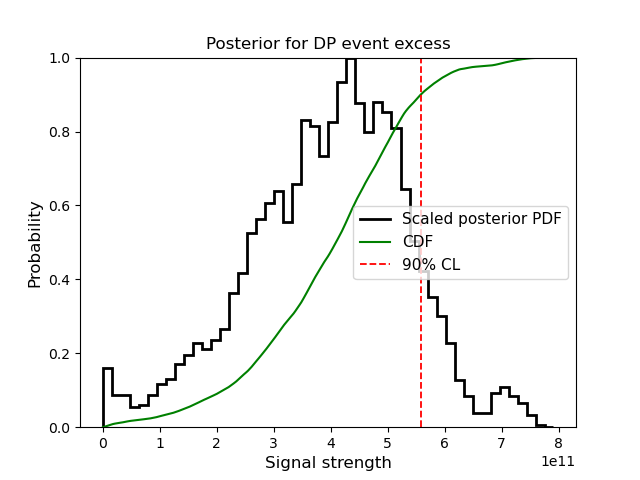 Posterior for DP event excess
Probability
1.0
0.8
0.6
0.4
0.2
0.0
Scaled posterior PDF
CDF
90% CL
0 1 2 3 4 5 6 7 8
1e11
Signal strength